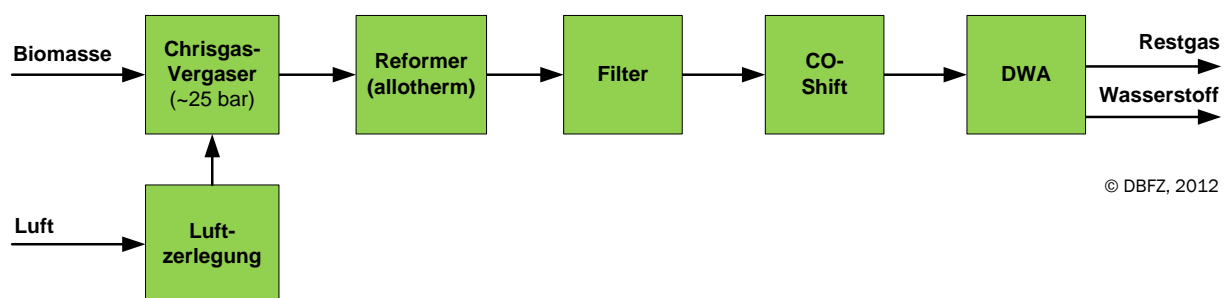 Biomasse
Chrisgas-
Vergaser
(~25 bar)
Reformer
(allotherm)
Filter
CO-
Shift
DWA
Restgas
Wasserstoff
© DBFZ, 2012
Luft
Luft-
zerlegung